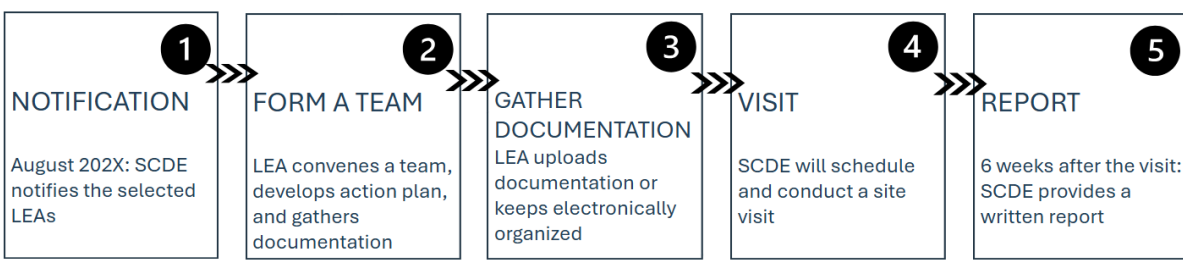 1
NOTIFICATION
August 202X: SCDE
notifies the selected
LEAs
2
FORM A TEAM
LEA convenes a team,
develops action plan,
and gathers
documentation
3
GATHER
DOCUMENTATION
LEA uploads
documentation or
keeps electronically
organized
4
VISIT
SCDE will schedule
and conduct a site
visit
5
REPORT
6 weeks after the visit:
SCDE provides a
written report